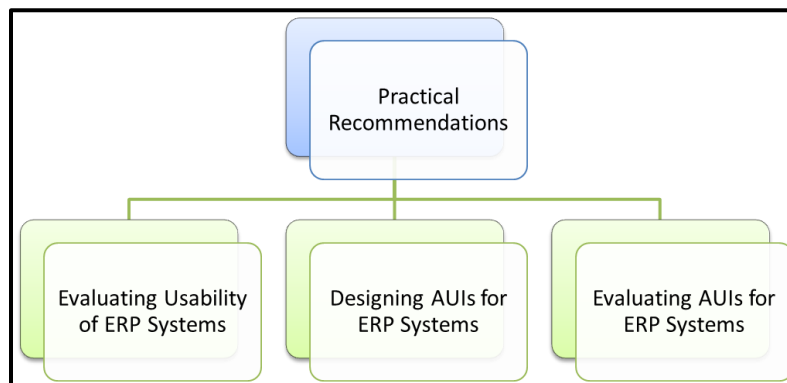 Practical
Recommendations
Evaluating Usability
of ERP Systems
Designing AUIs for
ERP Systems
Evaluating AUIs for
ERP Systems